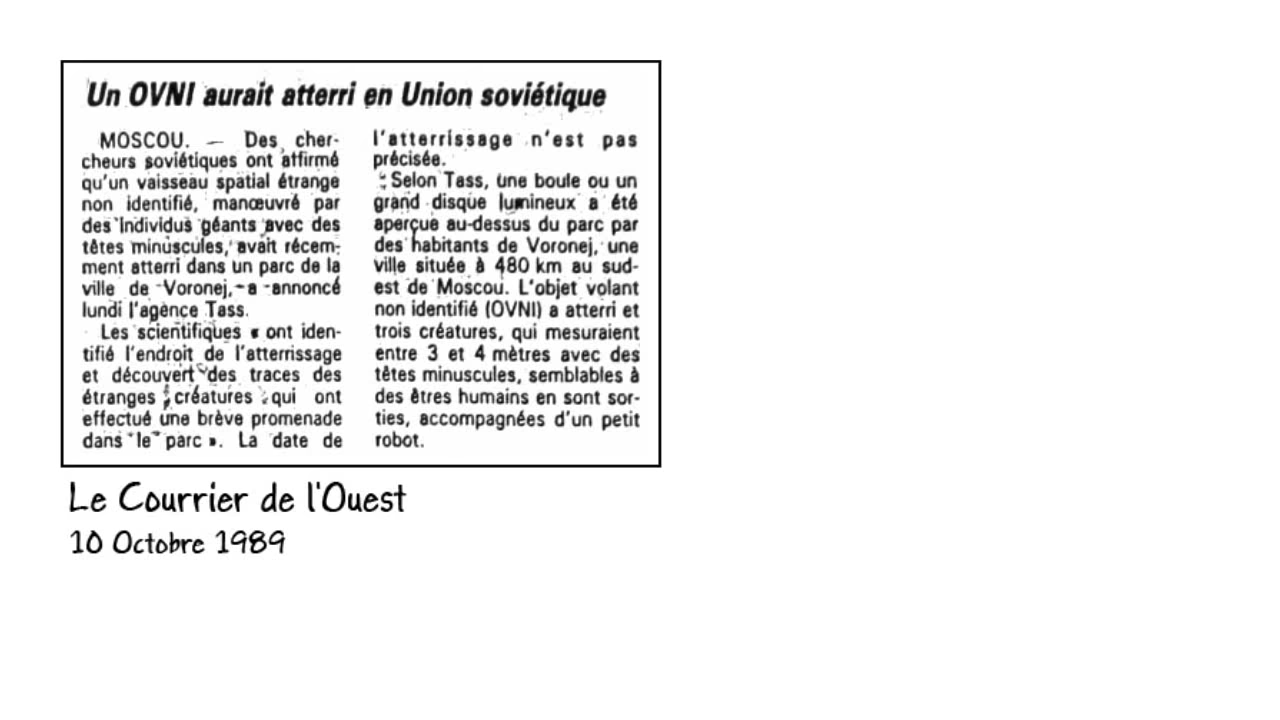 Un OVNI aurait atterri en Union soviétique
MOSCOU. — Des cher-
cheurs soviétiques ont affirmé
qu'un vaisseau spatial étrange
non identifié, manœuvré par
des individus géants avec des
têtes minuscules, avait récem-
ment atterri dans un parc de la
ville de Voronej, a annoncé
lundi l'agence Tass.
Les scientifiques « ont iden-
tifié l'endroit de l'atterrissage
et découvert des traces des
étranges créatures qui ont
effectué une brève promenade
dans le parc ». La date de
l'atterrissage n'est pas
précisée.
Selon Tass, une boule ou un
grand disque lumineux a été
aperçue au-dessus du parc par
des habitants de Voronej, une
ville située à 480 km au sud-
est de Moscou. L'objet volant
non identifié (OVNI) a atterri et
trois créatures, qui mesuraient
entre 3 et 4 mètres avec des
têtes minuscules, semblables à
des êtres humains en sont sor-
ties, accompagnées d'un petit
robot.
Le Courrier de l'Ouest
10 Octobre 1989